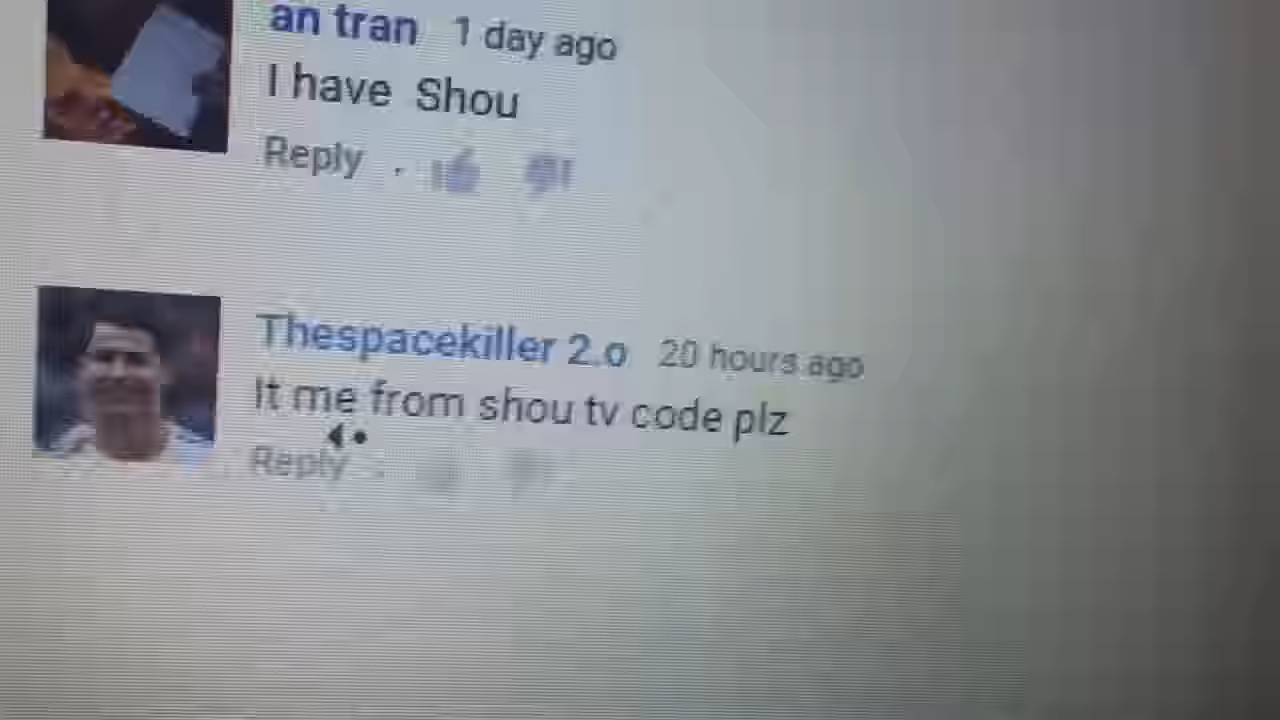 an tran 1 day ago
I have Shou
Reply .
Thespacekiller 2.o 20 hours ago
It me from shou tv code plz
Reply .